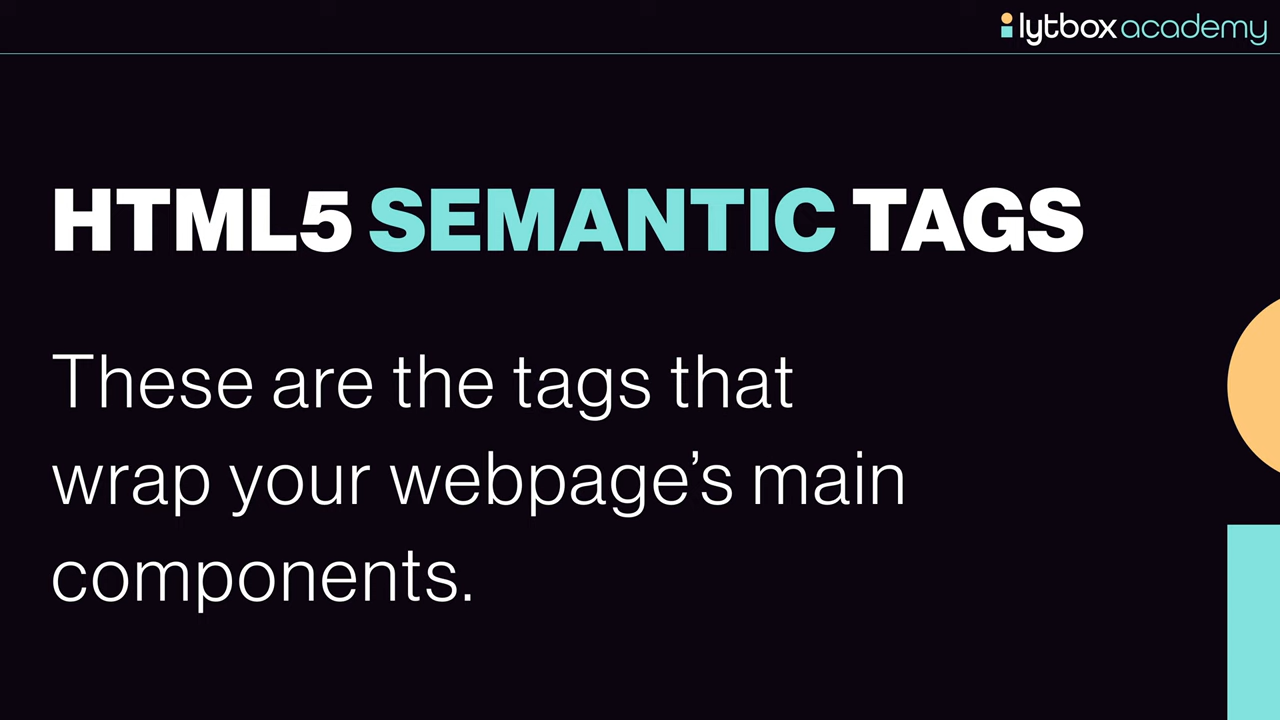 lytbox academy
HTML5 SEMANTIC TAGS
These are the tags that
wrap your webpage’s main
components.